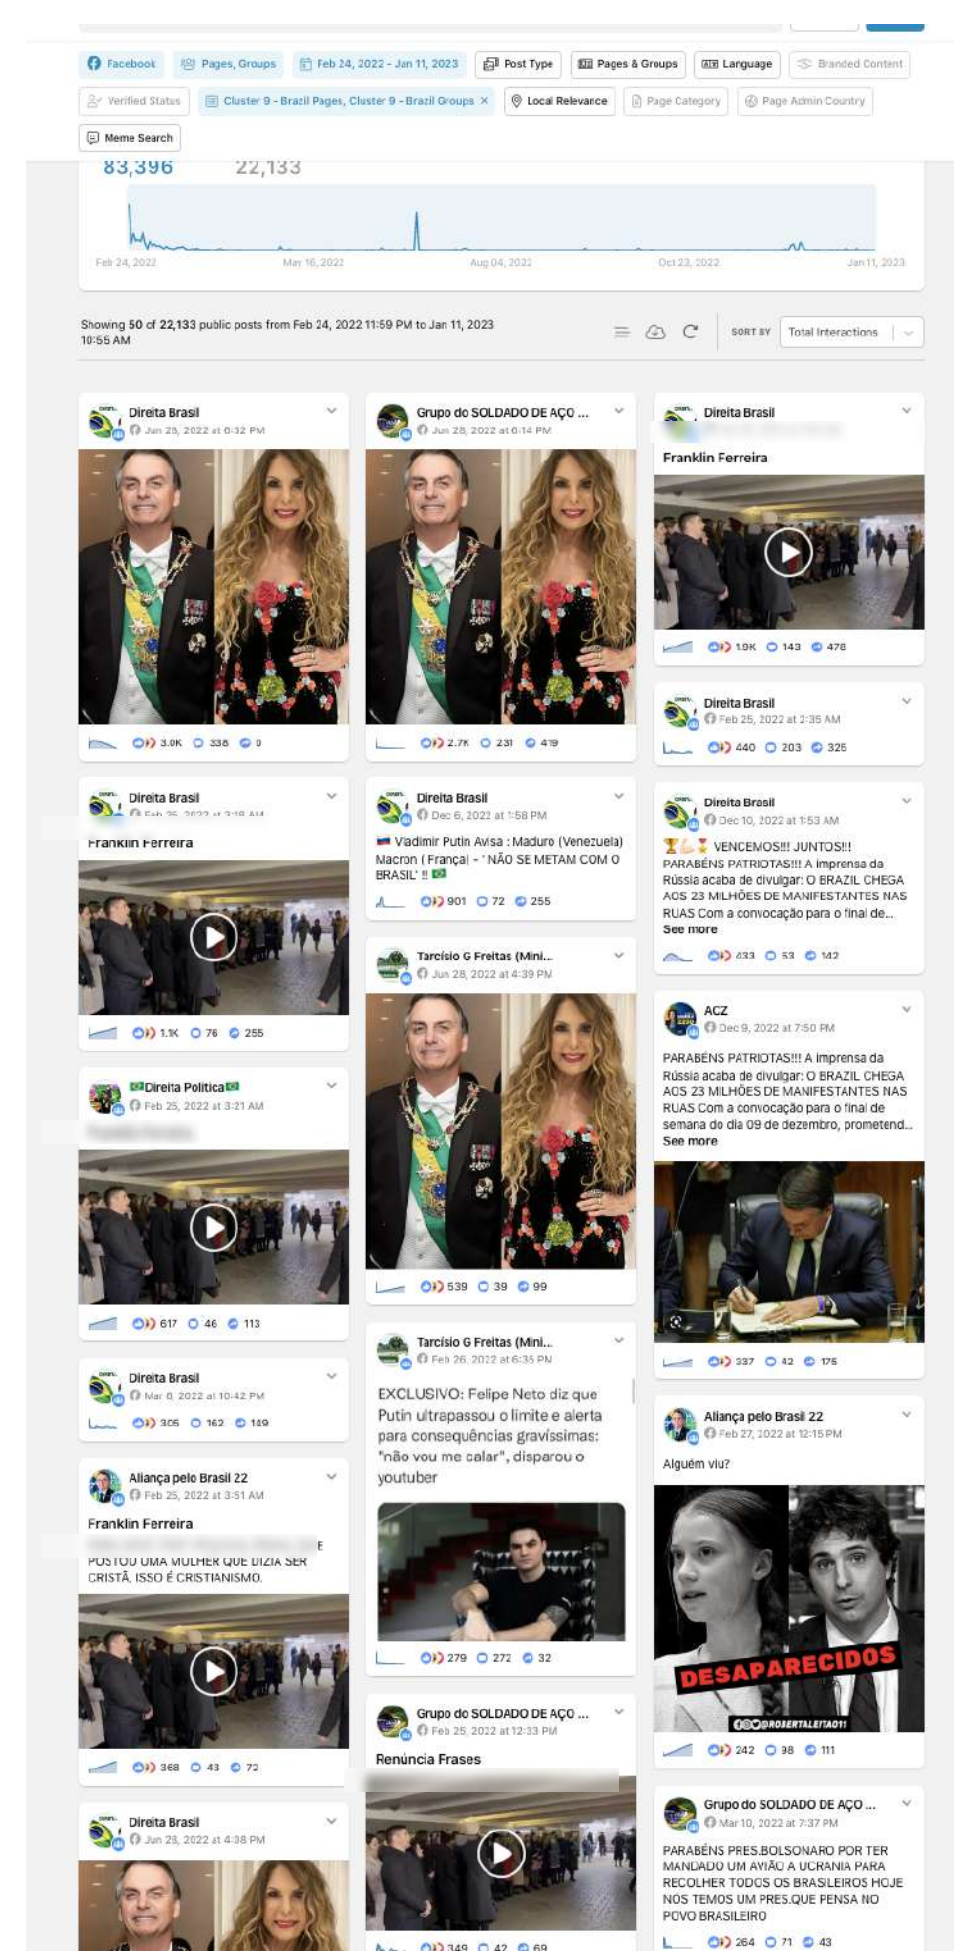 Facebook
Pages, Groups
Feb 24, 2022 - Jan 11, 2023
Post Type
Pages & Groups
Language
Branded Content
Verified Status
Cluster 9 - Brazil Pages, Cluster 9 - Brazil Groups ×
Local Relevance
Page Category
Page Admin Country
Meme Search
83,396
22,133
Feb 24, 2022
May 16, 2022
Aug 04, 2022
Oct 23, 2022
Jan 11, 2023
Showing 50 of 22,133 public posts from Feb 24, 2022 11:59 PM to Jan 11, 2023
10:55 AM
SORT BY
Total Interactions
Direita Brasil
Jun 28, 2022 at 6:32 PM
3.0K 338 0
Direita Brasil
Feb 25, 2022 at 3:19 AM
Franklin Ferreira
1.1K 76 255
Direita Politica
Feb 25, 2022 at 3:21 AM
617 46 113
Direita Brasil
Mar 6, 2022 at 10:42 PM
305 162 149
Aliança pelo Brasil 22
Feb 25, 2022 at 3:51 AM
Franklin Ferreira
E
POSTOU UMA MULHER QUE DIZIA SER
CRISTÃ, ISSO É CRISTIANISMO.
368 43 72
Direita Brasil
Jun 28, 2022 at 4:38 PM
Grupo do SOLDADO DE AÇO ...
Jun 28, 2022 at 6:14 PM
2.7K 231 419
Direita Brasil
Dec 6, 2022 at 1:58 PM
Vladimir Putin Avisa : Maduro (Venezuela)
Macron ( França) - ' NÃO SE METAM COM O
BRASIL' !!
901 72 255
Tarcísio G Freitas (Mini...
Jun 28, 2022 at 4:39 PM
539 39 99
Tarcísio G Freitas (Mini...
Feb 26, 2022 at 6:35 PM
EXCLUSIVO: Felipe Neto diz que
Putin ultrapassou o limite e alerta
para consequências gravíssimas:
"não vou me calar", disparou o
youtuber
279 272 32
Grupo do SOLDADO DE AÇO ...
Feb 25, 2022 at 12:33 PM
Renúncia Frases
349 42 69
Direita Brasil
Franklin Ferreira
1.9K 143 478
Direita Brasil
Feb 25, 2022 at 2:35 AM
440 203 325
Direita Brasil
Dec 10, 2022 at 1:53 AM
VENCEMOS!!! JUNTOS!!
PARABÉNS PATRIOTAS!!! A imprensa da
Rússia acaba de divulgar: O BRAZIL CHEGA
AOS 23 MILHÕES DE MANIFESTANTES NAS
RUAS Com a convocação para o final de...
See more
433 53 142
ACZ
Dec 9, 2022 at 7:50 PM
PARABÉNS PATRIOTAS!!! A imprensa da
Rússia acaba de divulgar: O BRAZIL CHEGA
AOS 23 MILHÕES DE MANIFESTANTES NAS
RUAS Com a convocação para o final de
semana do dia 09 de dezembro, prometend...
See more
337 42 175
Aliança pelo Brasil 22
Feb 27, 2022 at 12:15 PM
Alguém viu?
DESAPARECIDOS
@ROBERTALEITAO11
242 98 111
Grupo do SOLDADO DE AÇO ...
Mar 10, 2022 at 7:37 PM
PARABÉNS PRES.BOLSONARO POR TER
MANDADO UM AVIÃO A UCRANIA PARA
RECOLHER TODOS OS BRASILEIROS HOJE
NÓS TEMOS UM PRES.QUE PENSA NO
POVO BRASILEIRO
264 71 43